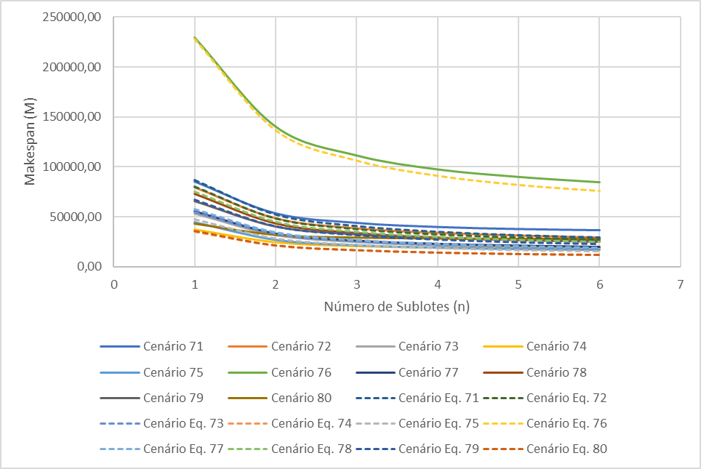 250000,00
200000,00
150000,00
100000,00
50000,00
0,00
Makespan (M)
0 1 2 3 4 5 6 7
Número de Sublotes (n)
Cenário 71 Cenário 72 Cenário 73 Cenário 74
Cenário 75 Cenário 76 Cenário 77 Cenário 78
Cenário 79 Cenário 80 Cenário Eq. 71 Cenário Eq. 72
Cenário Eq. 73 Cenário Eq. 74 Cenário Eq. 75 Cenário Eq. 76
Cenário Eq. 77 Cenário Eq. 78 Cenário Eq. 79 Cenário Eq. 80